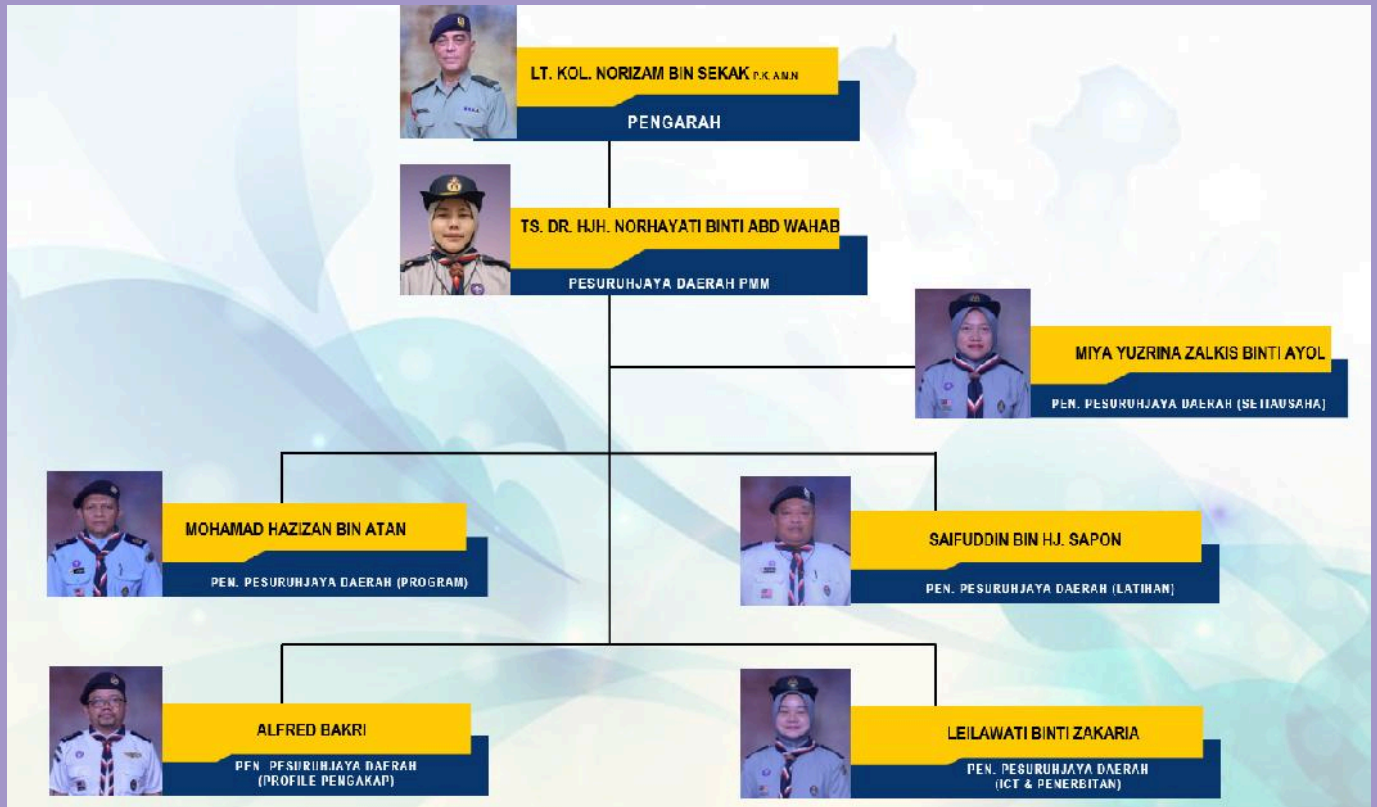 LT. KOL. NORIZAM BIN SEKAK P.K. A.M.N
PENGARAH
TS. DR. HJH. NORHAYATI BINTI ABD WAHAB
PESURUHJAYA DAERAH PMM
MIYA YUZRINA ZALKIS BINTI AYOL
PEN. PESURUHJAYA DAERAH (SETIAUSAHA)
MOHAMAD HAZIZAN BIN ATAN
PEN. PESURUHJAYA DAERAH (PROGRAM)
SAIFUDDIN BIN HJ. SAPON
PEN. PESURUHJAYA DAERAH (LATIHAN)
ALFRED BAKRI
PEN. PESURUHJAYA DAERAH
(PROFILE PENGAKAP)
LEILAWATI BINTI ZAKARIA
PEN. PESURUHJAYA DAERAH
(ICT & PENERBITAN)